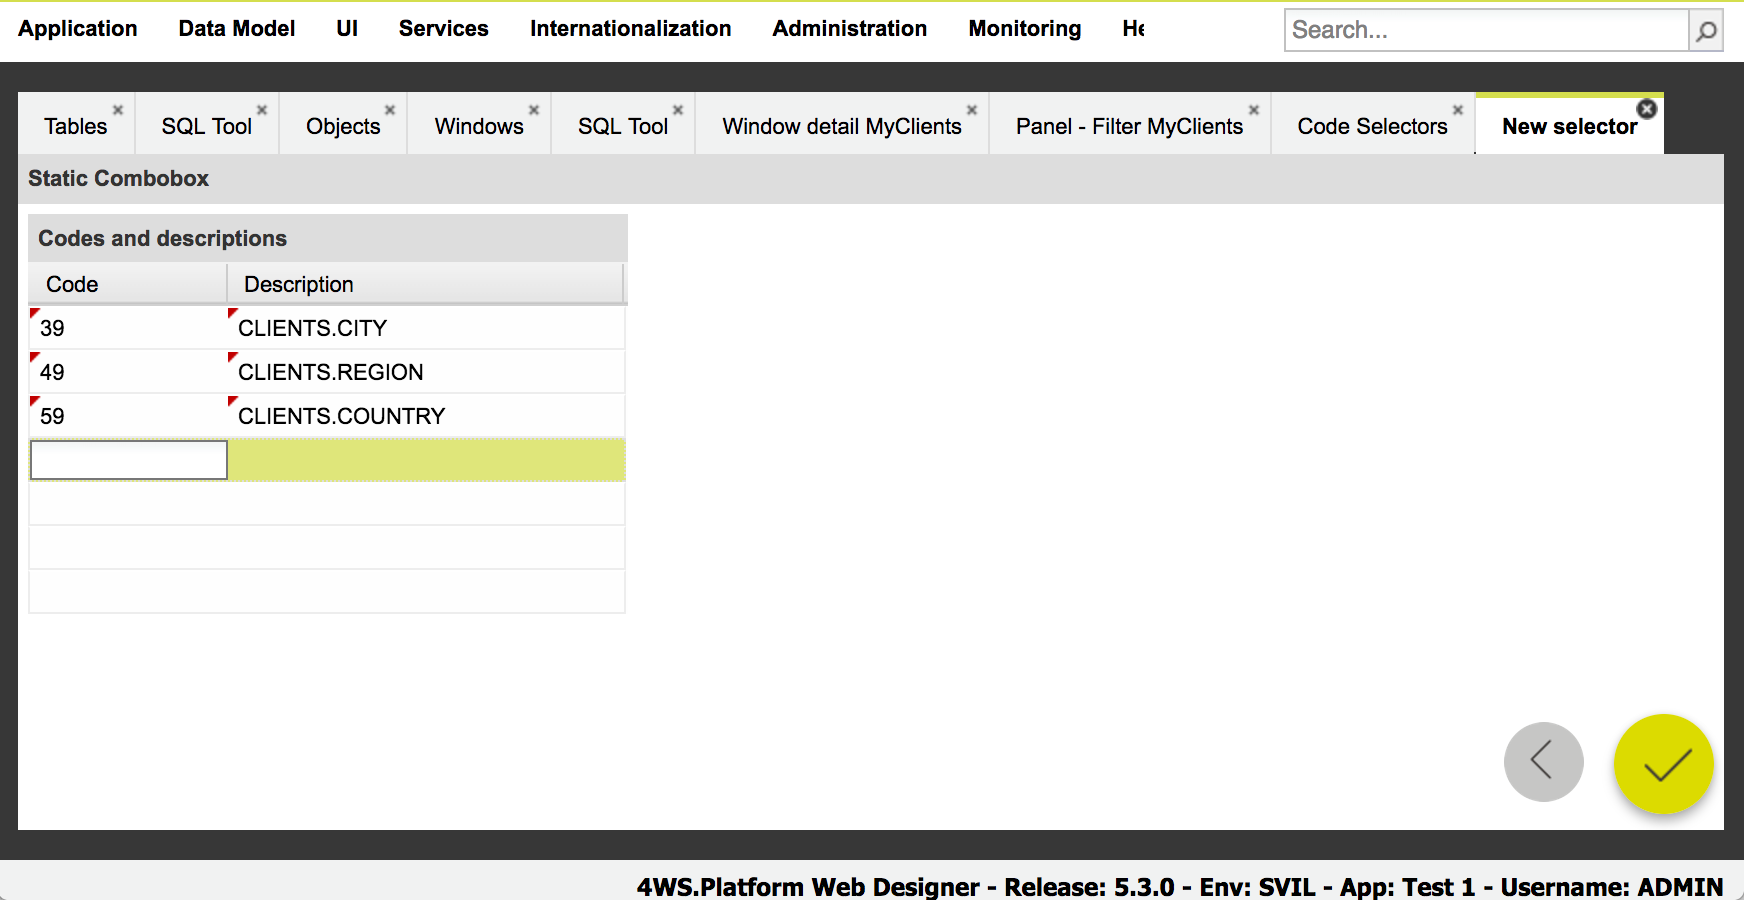 Application Data Model UI Services Internationalization Administration Monitoring Search...
Tables SQL Tool Objects Windows SQL Tool Window detail MyClients Panel - Filter MyClients Code Selectors New selector
Static Combobox
Codes and descriptions
Code Description
39 CLIENTS.CITY
49 CLIENTS.REGION
59 CLIENTS.COUNTRY
4WS.Platform Web Designer - Release: 5.3.0 - Env: SVIL - App: Test 1 - Username: ADMIN